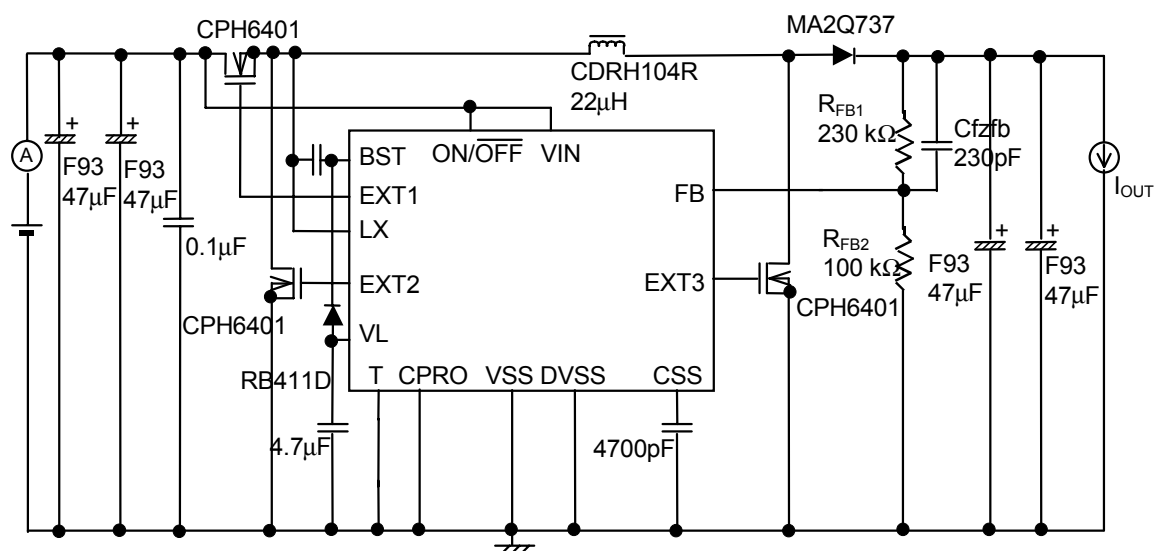 CPH6401
MA2Q737
CDRH104R
22μH
A
+
F93
47μF
+
F93
47μF
0.1μF
BST
ON/OFF
VIN
EXT1
LX
EXT2
VL
FB
EXT3
T
CPRO
VSS
DVSS
CSS
CPH6401
RB411D
4.7μF
4700pF
CPH6401
RFB1
230 kΩ
Cfzfb
230pF
RFB2
100 kΩ
+
F93
47μF
+
F93
47μF
IOUT